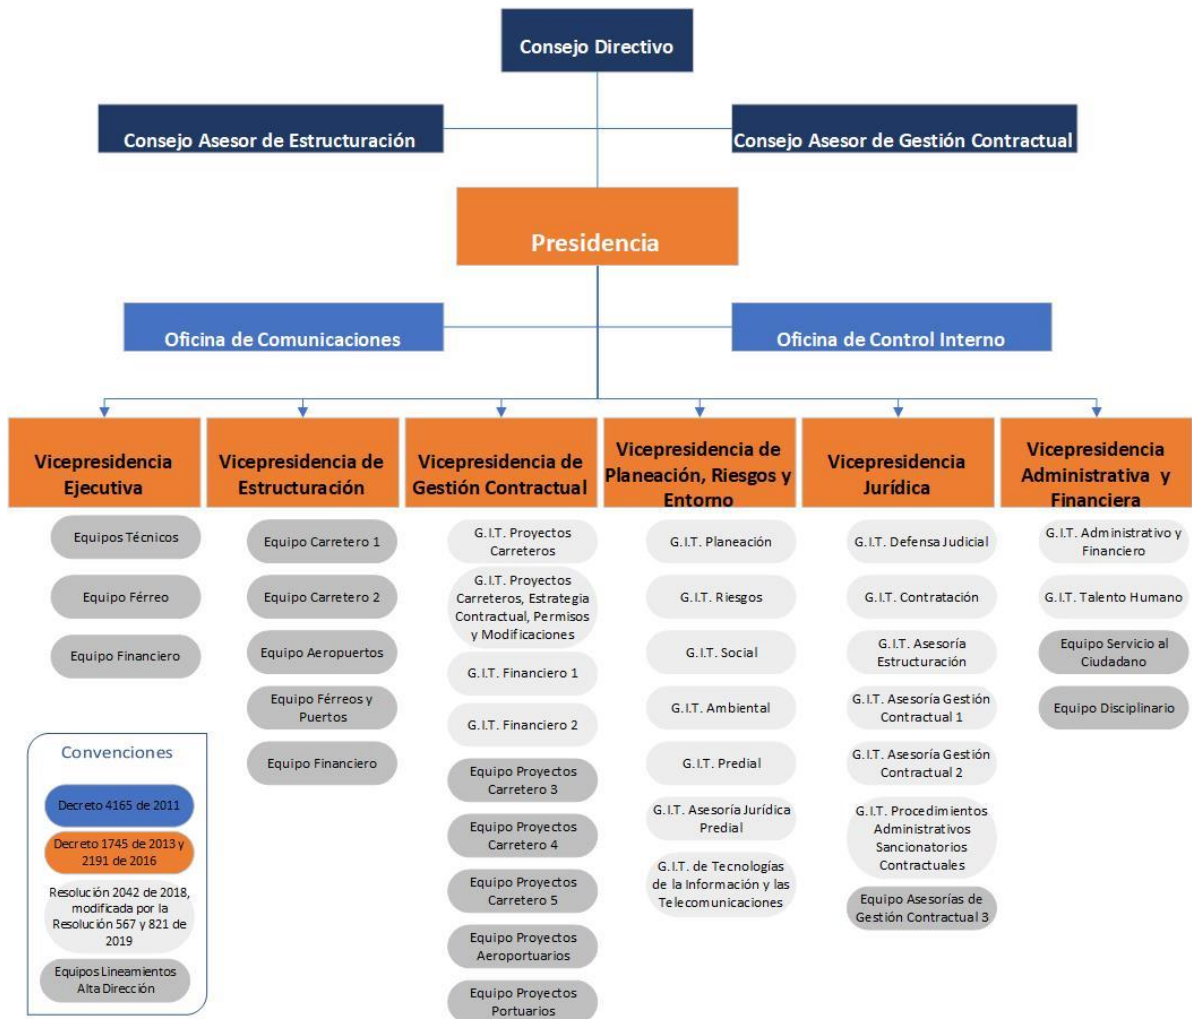 Consejo Directivo
Consejo Asesor de Estructuración
Consejo Asesor de Gestión Contractual
Presidencia
Oficina de Comunicaciones
Oficina de Control Interno
Vicepresidencia
Ejecutiva
Equipos Técnicos
Equipo Férreo
Equipo Financiero
Vicepresidencia de
Estructuración
Equipo Carretero 1
Equipo Carretero 2
Equipo Aeropuertos
Equipo Férreos y
Puertos
Equipo Financiero
Vicepresidencia de
Gestión Contractual
G.I.T. Proyectos
Carreteros
G.I.T. Proyectos
Carreteros, Estrategia
Contractual, Permisos
y Modificaciones
G.I.T. Financiero 1
G.I.T. Financiero 2
Equipo Proyectos
Carretero 3
Equipo Proyectos
Carretero 4
Equipo Proyectos
Carretero 5
Equipo Proyectos
Aeroportuarios
Equipo Proyectos
Portuarios
Vicepresidencia de
Planeación, Riesgos y
Entorno
G.I.T. Planeación
G.I.T. Riesgos
G.I.T. Social
G.I.T. Ambiental
G.I.T. Predial
G.I.T. Asesoría Jurídica
Predial
G.I.T. de Tecnologías
de la Información y las
Telecomunicaciones
Vicepresidencia
Jurídica
G.I.T. Defensa Judicial
G.I.T. Contratación
G.I.T. Asesoría
Estructuración
G.I.T. Asesoría Gestión
Contractual 1
G.I.T. Asesoría Gestión
Contractual 2
G.I.T. Procedimientos
Administrativos
Sancionatorios
Contractuales
Equipo Asesorías de
Gestión Contractual 3
Vicepresidencia
Administrativa y
Financiera
G.I.T. Administrativo y
Financiero
G.I.T. Talento Humano
Equipo Servicio al
Ciudadano
Equipo Disciplinario
Convenciones
Decreto 4165 de 2011
Decreto 1745 de 2013 y
2191 de 2016
Resolución 2042 de 2018,
modificada por la
Resolución 567 y 821 de
2019
Equipos Lineamientos
Alta Dirección